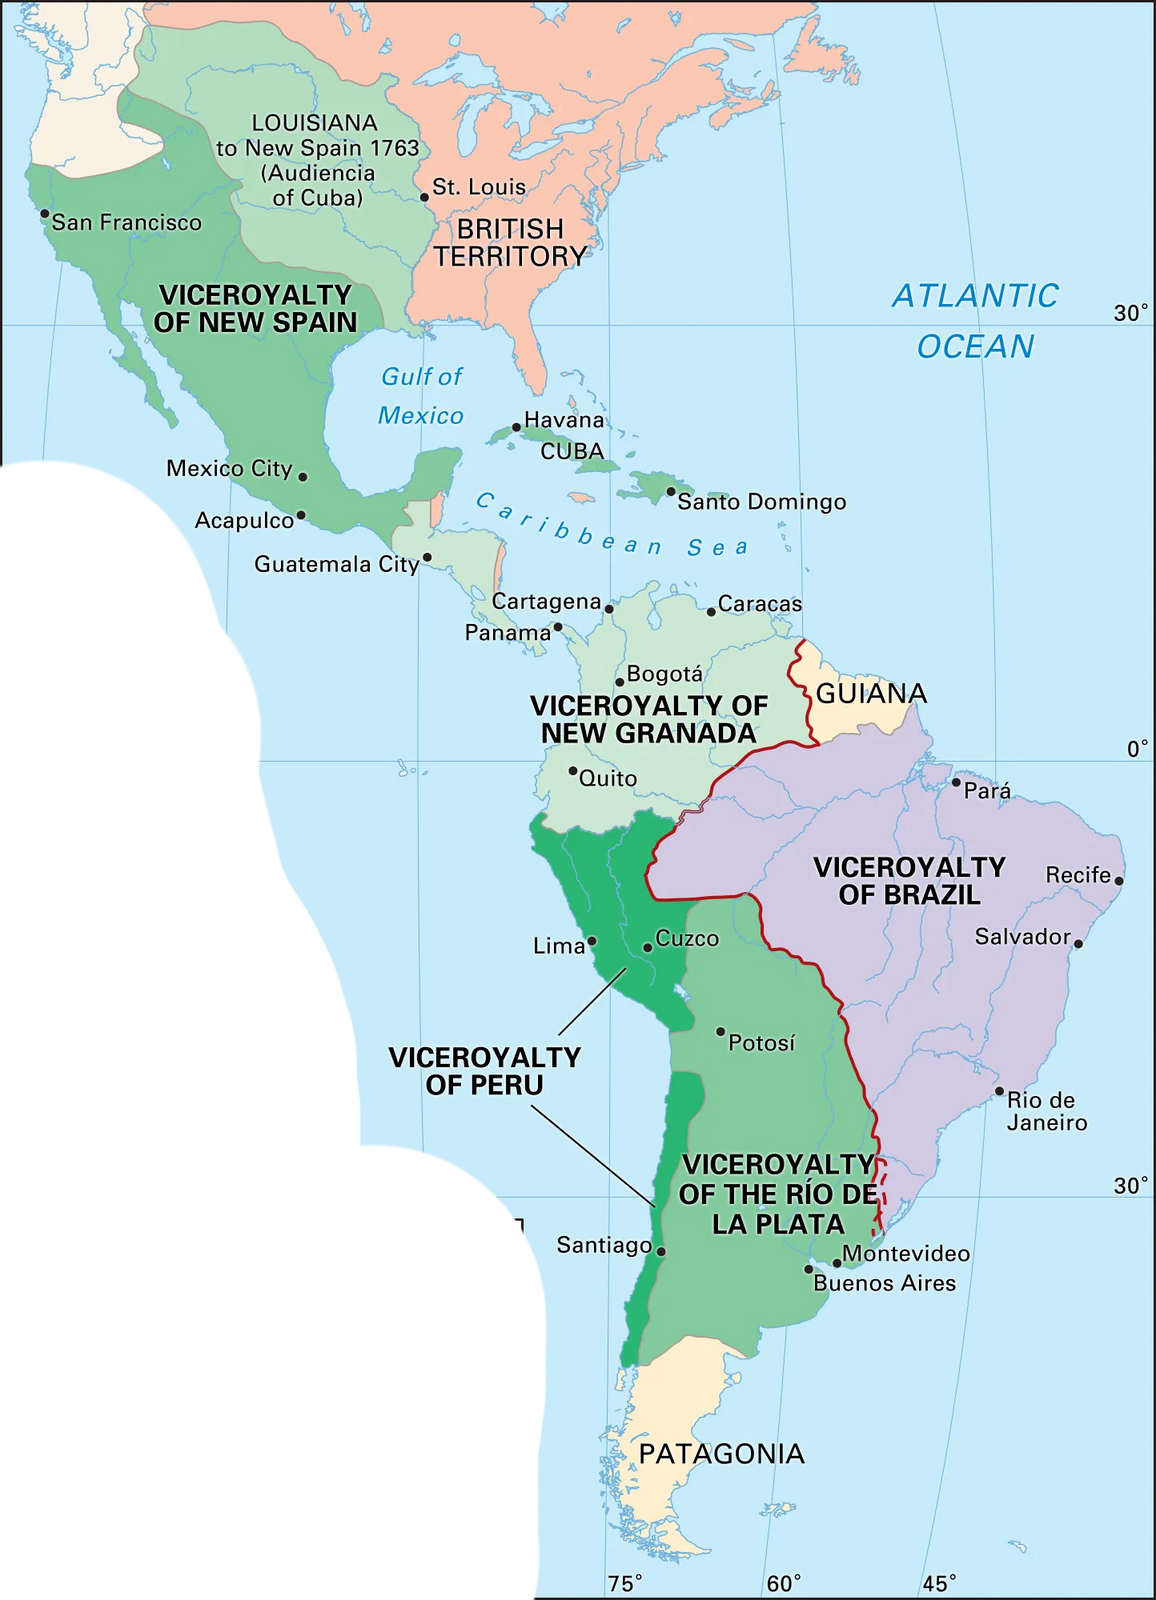 LOUISIANA
to New Spain 1763
(Audiencia
of Cuba)
St. Louis
San Francisco
BRITISH
TERRITORY
VICEROYALTY
OF NEW SPAIN
ATLANTIC
OCEAN
30°
Gulf of
Mexico
Havana
CUBA
Mexico City
Santo Domingo
Acapulco
Caribbean Sea
Guatemala City
Cartagena
Caracas
Panama
Bogotá
GUIANA
VICEROYALTY OF
NEW GRANADA
0°
Quito
Pará
VICEROYALTY
OF BRAZIL
Recife
Salvador
Lima
Cuzco
Potosí
VICEROYALTY
OF PERU
Rio de
Janeiro
VICEROYALTY
OF THE RÍO DE
LA PLATA
30°
Santiago
Montevideo
Buenos Aires
PATAGONIA
75°
60°
45°